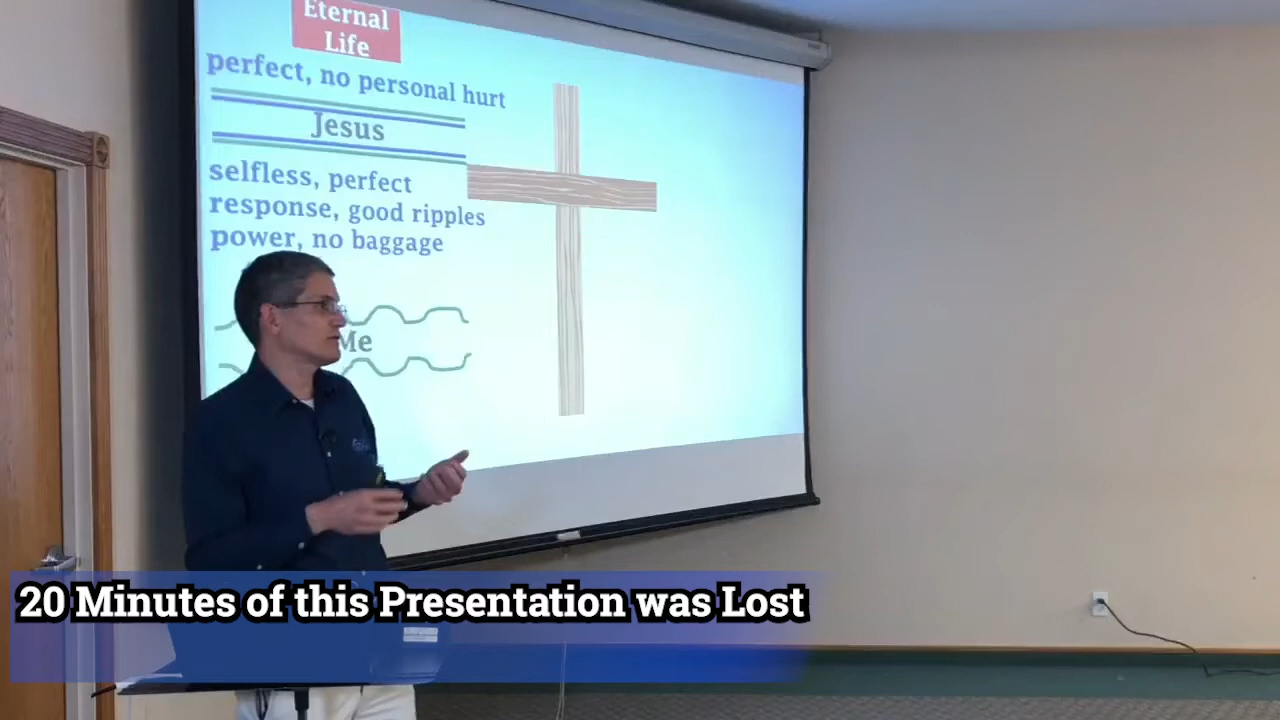 Eternal
Life
perfect, no personal hurt
Jesus
selfless, perfect
response, good ripples
power, no baggage
Me
20 Minutes of this Presentation was Lost